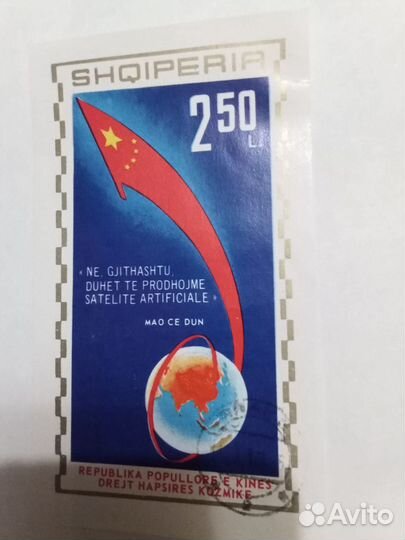 SHQIPERIA
2.50
L.
« NE, GJITHASHTU,
DUHET TE PRODHOJME
SATELITE ARTIFICIALE »
MAO CE DUN
REPUBLIKA POPULLORE E KINES
DREJT HAPSIRES KOZMIKE
Avito